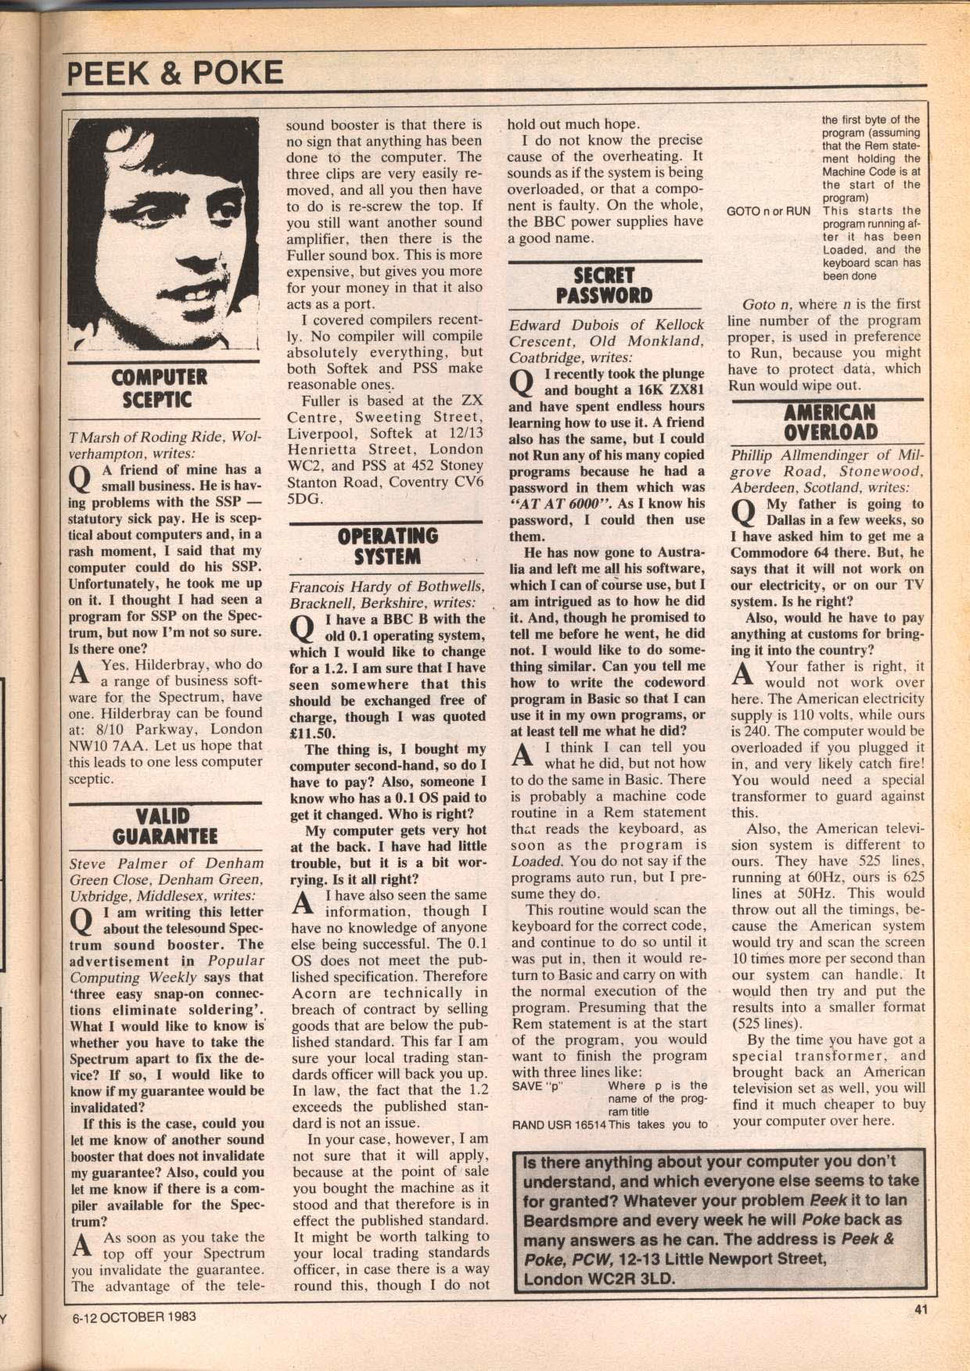 PEEK & POKE
COMPUTER
SCEPTIC
T Marsh of Roding Ride, Wol-
verhampton, writes:
Q A friend of mine has a
small business. He is hav-
ing problems with the SSP —
statutory sick pay. He is scep-
tical about computers and, in a
rash moment, I said that my
computer could do his SSP.
Unfortunately, he took me up
on it. I thought I had seen a
program for SSP on the Spec-
trum, but now I'm not so sure.
Is there one?
A Yes. Hilderbray, who do
a range of business soft-
ware for the Spectrum, have
one. Hilderbray can be found
at: 8/10 Parkway, London
NW10 7AA. Let us hope that
this leads to one less computer
sceptic.
VALID
GUARANTEE
Steve Palmer of Denham
Green Close, Denham Green,
Uxbridge, Middlesex, writes:
Q I am writing this letter
about the telesound Spec-
trum sound booster. The
advertisement in Popular
Computing Weekly says that
'three easy snap-on connec-
tions eliminate soldering'.
What I would like to know is
whether you have to take the
Spectrum apart to fix the de-
vice? If so, I would like to
know if my guarantee would be
invalidated?
If this is the case, could you
let me know of another sound
booster that does not invalidate
my guarantee? Also, could you
let me know if there is a com-
piler available for the Spec-
trum?
A As soon as you take the
top off your Spectrum
you invalidate the guarantee.
The advantage of the tele-
sound booster is that there is
no sign that anything has been
done to the computer. The
three clips are very easily re-
moved, and all you then have
to do is re-screw the top. If
you still want another sound
amplifier, then there is the
Fuller sound box. This is more
expensive, but gives you more
for your money in that it also
acts as a port.
I covered compilers recent-
ly. No compiler will compile
absolutely everything, but
both Softek and PSS make
reasonable ones.
Fuller is based at the ZX
Centre, Sweeting Street,
Liverpool, Softek at 12/13
Henrietta Street, London
WC2, and PSS at 452 Stoney
Stanton Road, Coventry CV6
5DG.
OPERATING
SYSTEM
Francois Hardy of Bothwells,
Bracknell, Berkshire, writes:
Q I have a BBC B with the
old 0.1 operating system,
which I would like to change
for a 1.2. I am sure that I have
seen somewhere that this
should be exchanged free of
charge, though I was quoted
£11.50.
The thing is, I bought my
computer second-hand, so do I
have to pay? Also, someone I
know who has a 0.1 OS paid to
get it changed. Who is right?
My computer gets very hot
at the back. I have had little
trouble, but it is a bit wor-
rying. Is it all right?
A I have also seen the same
information, though I
have no knowledge of anyone
else being successful. The 0.1
OS does not meet the pub-
lished specification. Therefore
Acorn are technically in
breach of contract by selling
goods that are below the pub-
lished standard. This far I am
sure your local trading stan-
dards officer will back you up.
In law, the fact that the 1.2
exceeds the published stan-
dard is not an issue.
In your case, however, I am
not sure that it will apply,
because at the point of sale
you bought the machine as it
stood and that therefore is in
effect the published standard.
It might be worth talking to
your local trading standards
officer, in case there is a way
round this, though I do not
hold out much hope.
I do not know the precise
cause of the overheating. It
sounds as if the system is being
overloaded, or that a compo-
nent is faulty. On the whole,
the BBC power supplies have
a good name.
SECRET
PASSWORD
Edward Dubois of Kellock
Crescent, Old Monkland,
Coatbridge, writes:
Q I recently took the plunge
and bought a 16K ZX81
and have spent endless hours
learning how to use it. A friend
also has the same, but I could
not Run any of his many copied
programs because he had a
password in them which was
"AT AT 6000". As I know his
password, I could then use
them.
He has now gone to Austra-
lia and left me all his software,
which I can of course use, but I
am intrigued as to how he did
it. And, though he promised to
tell me before he went, he did
not. I would like to do some-
thing similar. Can you tell me
how to write the codeword
program in Basic so that I can
use it in my own programs, or
at least tell me what he did?
A I think I can tell you
what he did, but not how
to do the same in Basic. There
is probably a machine code
routine in a Rem statement
that reads the keyboard, as
soon as the program is
Loaded. You do not say if the
programs auto run, but I pre-
sume they do.
This routine would scan the
keyboard for the correct code,
and continue to do so until it
was put in, then it would re-
turn to Basic and carry on with
the normal execution of the
program. Presuming that the
Rem statement is at the start
of the program, you would
want to finish the program
with three lines like:
SAVE "p" Where p is the
name of the prog-
ram title
RAND USR 16514 This takes you to
the first byte of the
program (assuming
that the Rem state-
ment holding the
Machine Code is at
the start of the
program)
GOTO n or RUN This starts the
program running af-
ter it has been
Loaded, and the
keyboard scan has
been done
Goto n, where n is the first
line number of the program
proper, is used in preference
to Run, because you might
have to protect data, which
Run would wipe out.
AMERICAN
OVERLOAD
Phillip Allmendinger of Mil-
grove Road, Stonewood,
Aberdeen, Scotland, writes:
Q My father is going to
Dallas in a few weeks, so
I have asked him to get me a
Commodore 64 there. But, he
says that it will not work on
our electricity, or on our TV
system. Is he right?
Also, would he have to pay
anything at customs for bring-
ing it into the country?
A Your father is right, it
would not work over
here. The American electricity
supply is 110 volts, while ours
is 240. The computer would be
overloaded if you plugged it
in, and very likely catch fire!
You would need a special
transformer to guard against
this.
Also, the American televi-
sion system is different to
ours. They have 525 lines,
running at 60Hz, ours is 625
lines at 50Hz. This would
throw out all the timings, be-
cause the American system
would try and scan the screen
10 times more per second than
our system can handle. It
would then try and put the
results into a smaller format
(525 lines).
By the time you have got a
special transformer, and
brought back an American
television set as well, you will
find it much cheaper to buy
your computer over here.
Is there anything about your computer you don't
understand, and which everyone else seems to take
for granted? Whatever your problem Peek it to Ian
Beardsmore and every week he will Poke back as
many answers as he can. The address is Peek &
Poke, PCW, 12-13 Little Newport Street,
London WC2R 3LD.
6-12 OCTOBER 1983
41